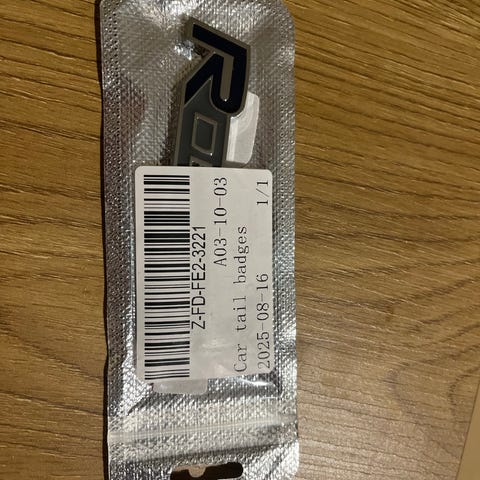 R
Z-FD-FE2-3221
A03-10-03
Car tail badges
2025-08-16 1/1